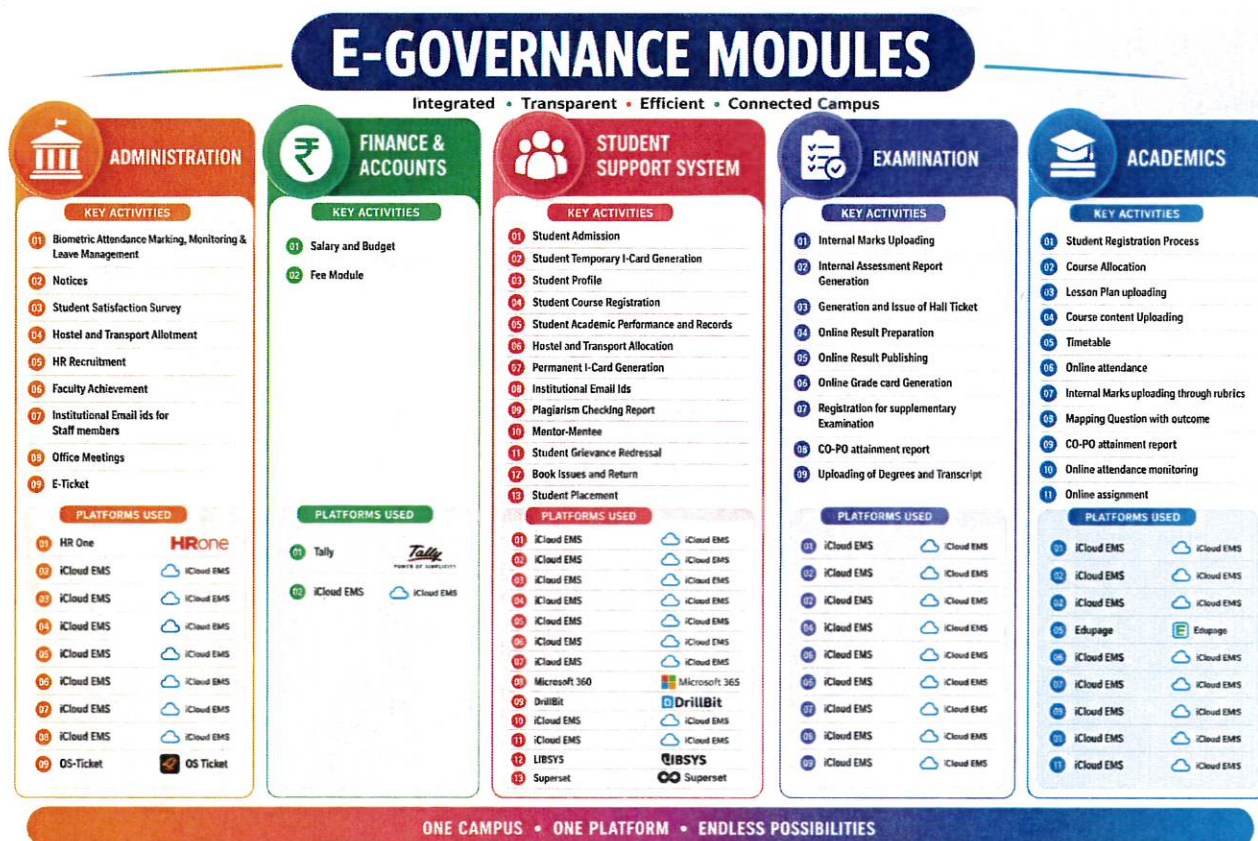 E-GOVERNANCE MODULES
Integrated • Transparent • Efficient • Connected Campus
ADMINISTRATION
KEY ACTIVITIES
01 Biometric Attendance Marking, Monitoring &
Leave Management
02 Notices
03 Student Satisfaction Survey
04 Hostel and Transport Allotment
05 HR Recruitment
06 Faculty Achievement
07 Institutional Email ids for
Staff members
08 Office Meetings
09 E-Ticket
PLATFORMS USED
01 HR One HRone
02 iCloud EMS iCloud EMS
03 iCloud EMS iCloud EMS
04 iCloud EMS iCloud EMS
05 iCloud EMS iCloud EMS
06 iCloud EMS iCloud EMS
07 iCloud EMS iCloud EMS
08 iCloud EMS iCloud EMS
09 OS-Ticket OS Ticket
₹
FINANCE &
ACCOUNTS
KEY ACTIVITIES
01 Salary and Budget
02 Fee Module
PLATFORMS USED
01 Tally Tally
POWER OF SIMPLICITY
02 iCloud EMS iCloud EMS
STUDENT
SUPPORT SYSTEM
KEY ACTIVITIES
01 Student Admission
02 Student Temporary I-Card Generation
03 Student Profile
04 Student Course Registration
05 Student Academic Performance and Records
06 Hostel and Transport Allocation
07 Permanent I-Card Generation
08 Institutional Email Ids
09 Plagiarism Checking Report
10 Mentor-Mentee
11 Student Grievance Redressal
12 Book Issues and Return
13 Student Placement
PLATFORMS USED
01 iCloud EMS iCloud EMS
02 iCloud EMS iCloud EMS
03 iCloud EMS iCloud EMS
04 iCloud EMS iCloud EMS
05 iCloud EMS iCloud EMS
06 iCloud EMS iCloud EMS
07 iCloud EMS iCloud EMS
08 Microsoft 360 Microsoft 365
09 DrillBit DrillBit
10 iCloud EMS iCloud EMS
11 iCloud EMS iCloud EMS
12 LIBSYS LIBSYS
13 Superset Superset
EXAMINATION
KEY ACTIVITIES
01 Internal Marks Uploading
02 Internal Assessment Report
Generation
03 Generation and Issue of Hall Ticket
04 Online Result Preparation
05 Online Result Publishing
06 Online Grade card Generation
07 Registration for supplementary
Examination
08 CO-PO attainment report
09 Uploading of Degrees and Transcript
PLATFORMS USED
iCloud EMS iCloud EMS
02 iCloud EMS iCloud EMS
iCloud EMS iCloud EMS
04 iCloud EMS iCloud EMS
iCloud EMS iCloud EMS
iCloud EMS iCloud EMS
07 iCloud EMS iCloud EMS
iCloud EMS iCloud EMS
09 iCloud EMS iCloud EMS
ACADEMICS
KEY ACTIVITIES
01 Student Registration Process
02 Course Allocation
03 Lesson Plan uploading
04 Course content Uploading
05 Timetable
06 Online attendance
07 Internal Marks uploading through rubrics
08 Mapping Question with outcome
09 CO-PO attainment report
10 Online attendance monitoring
11 Online assignment
PLATFORMS USED
iCloud EMS iCloud EMS
iCloud EMS iCloud EMS
iCloud EMS iCloud EMS
05 Edupage E Edupage
iCloud EMS iCloud EMS
iCloud EMS iCloud EMS
iCloud EMS iCloud EMS
iCloud EMS iCloud EMS
11 iCloud EMS iCloud EMS
ONE CAMPUS • ONE PLATFORM • ENDLESS POSSIBILITIES